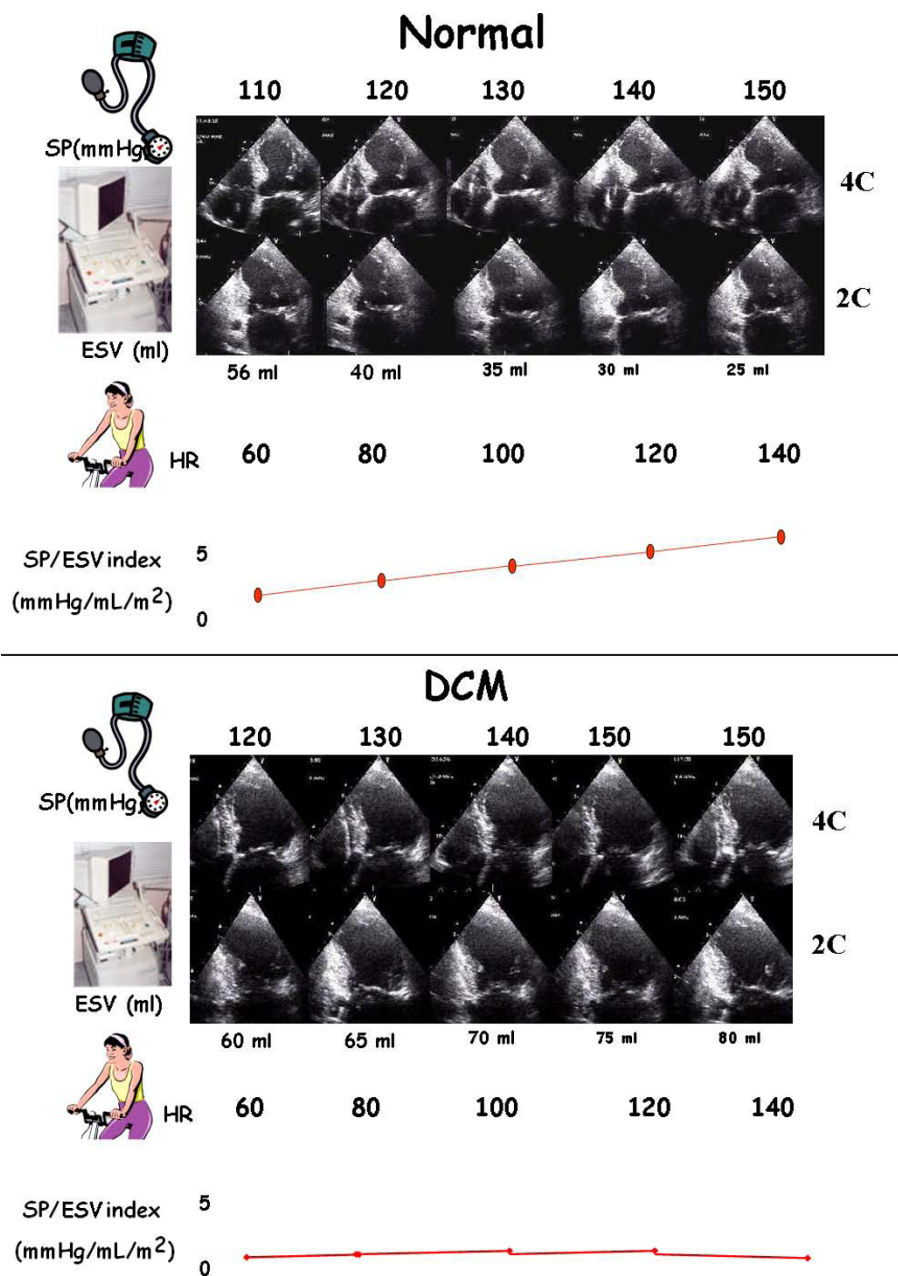 Normal
110 120 130 140 150
SP(mmHg)
4C
2C
ESV (ml)
56 ml 40 ml 35 ml 30 ml 25 ml
HR 60 80 100 120 140
SP/ESV index 5
(mmHg/mL/m²) 0
DCM
120 130 140 150 150
SP(mmHg)
4C
2C
ESV (ml)
60 ml 65 ml 70 ml 75 ml 80 ml
HR 60 80 100 120 140
SP/ESV index 5
(mmHg/mL/m²) 0